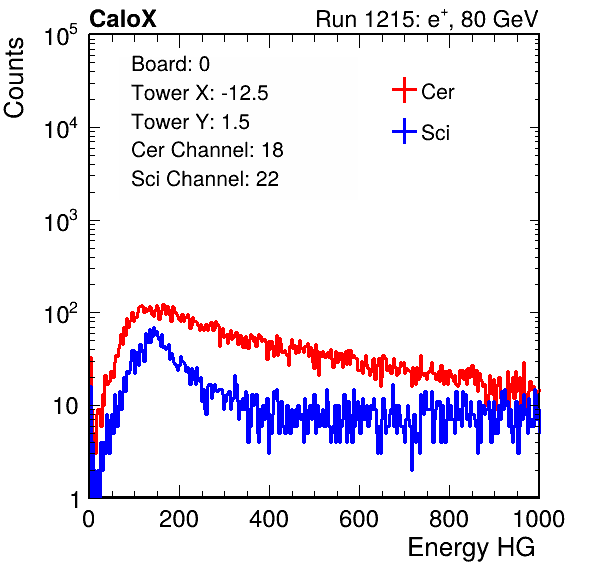 CaloX Run 1215: e⁺, 80 GeV
Counts
10⁵
10⁴
10³
10²
10
1
Board: 0
Tower X: -12.5
Tower Y: 1.5
Cer Channel: 18
Sci Channel: 22
Cer
Sci
0 200 400 600 800 1000
Energy HG